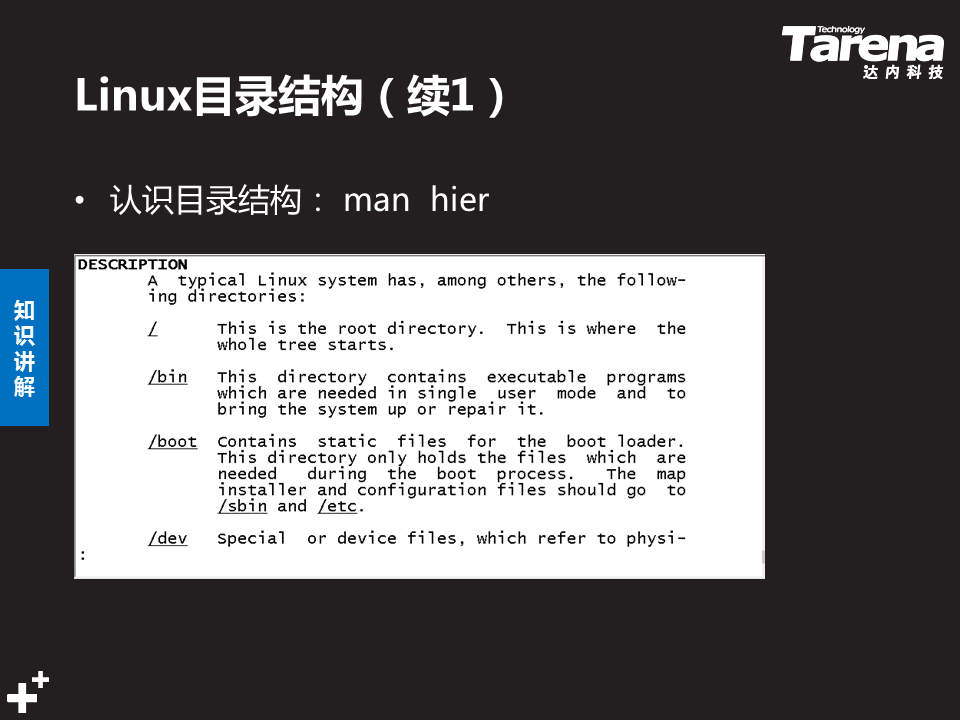 Technology
Tarena
达内科技
Linux目录结构（续1）
• 认识目录结构： man hier
知识讲解
DESCRIPTION
A typical Linux system has, among others, the follow-
ing directories:
/ This is the root directory. This is where the
whole tree starts.
/bin This directory contains executable programs
which are needed in single user mode and to
bring the system up or repair it.
/boot Contains static files for the boot loader.
This directory only holds the files which are
needed during the boot process. The map
installer and configuration files should go to
/sbin and /etc.
/dev Special or device files, which refer to physi-
: